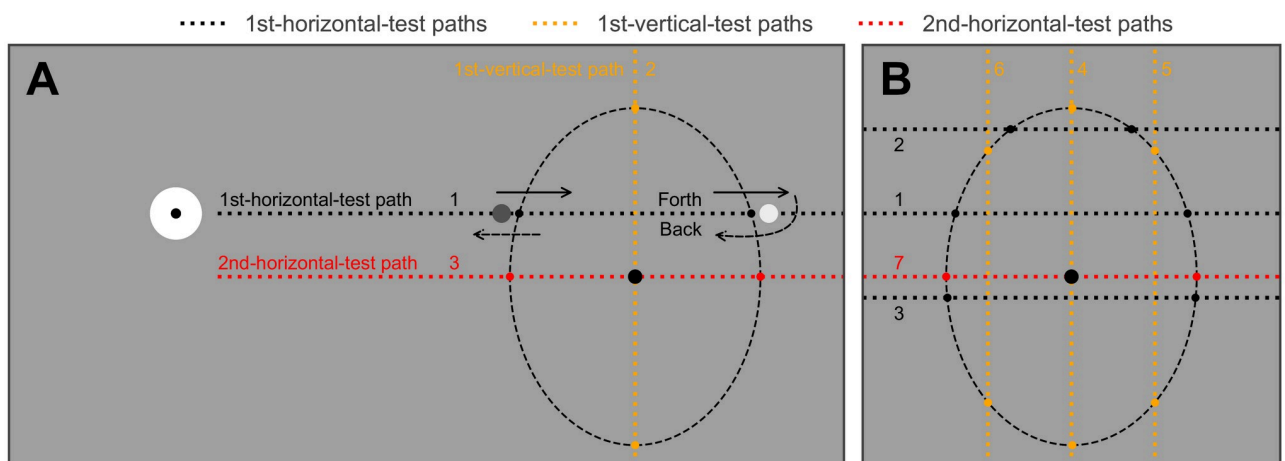 1st-horizontal-test paths 1st-vertical-test paths 2nd-horizontal-test paths
A
1st-vertical-test path 2
1st-horizontal-test path 1
Forth
Back
2nd-horizontal-test path 3
B
6 4 5
2
1
7
3